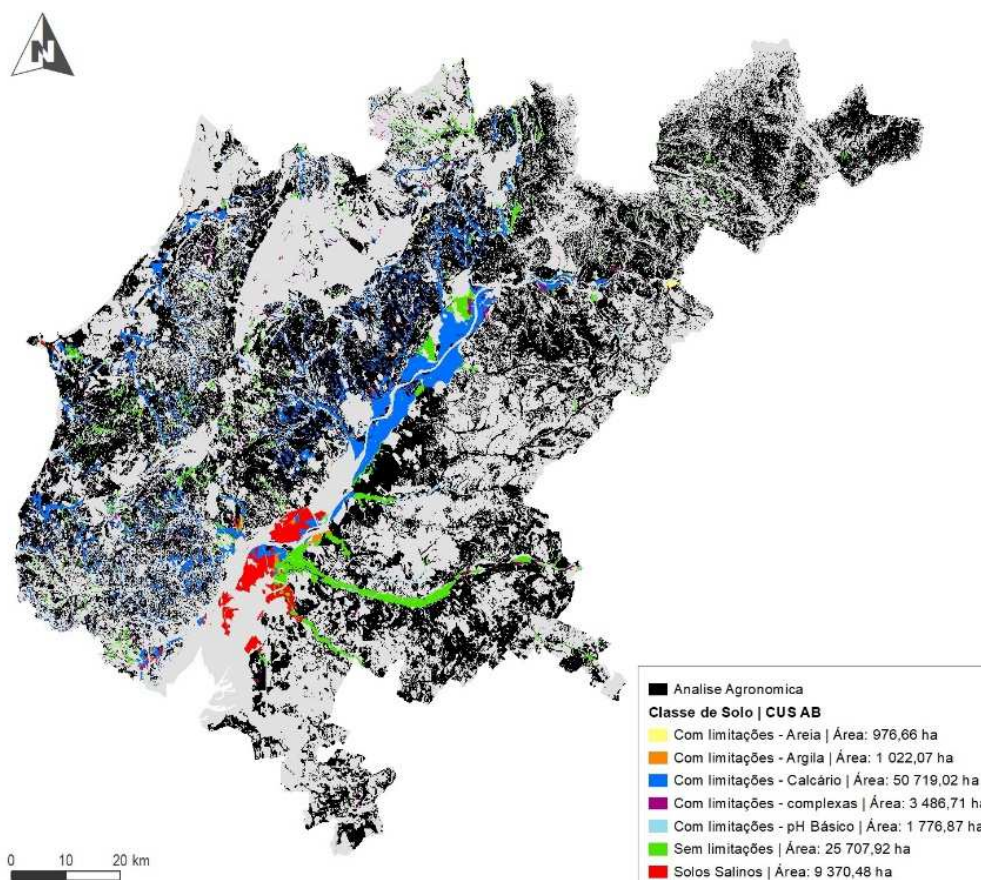 N
Analise Agronomica
Classe de Solo | CUS AB
Com limitações - Areia | Área: 976,66 ha
Com limitações - Argila | Área: 1 022,07 ha
Com limitações - Calcário | Área: 50 719,02 ha
Com limitações - complexas | Área: 3 486,71 ha
Com limitações - pH Básico | Área: 1 776,87 ha
Sem limitações | Área: 25 707,92 ha
Solos Salinos | Área: 9 370,48 ha
0 10 20 km